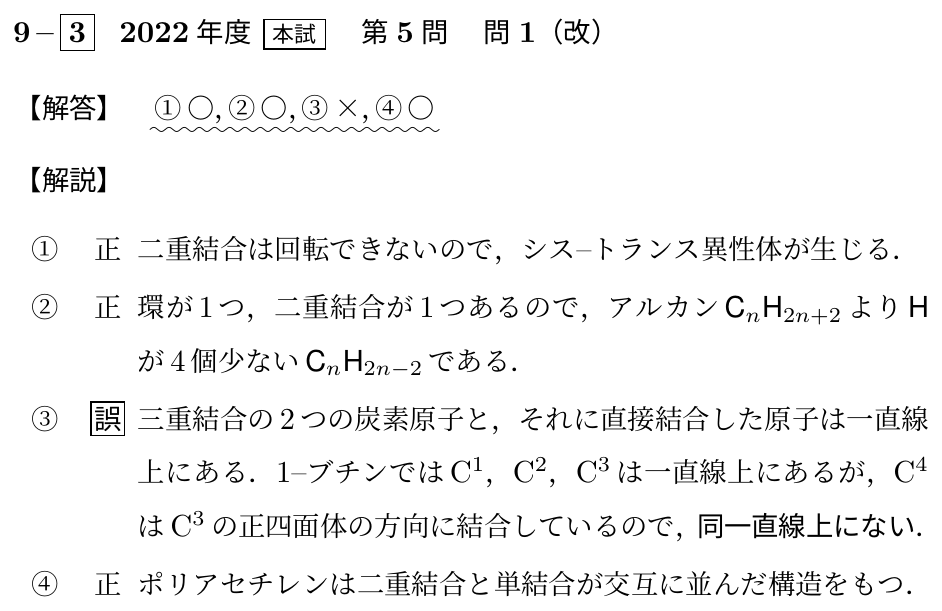 9－3 2022年度 本試 第5問 問1（改）
【解答】 ①○,②○,③×,④○
【解説】
① 正 二重結合は回転できないので，シス–トランス異性体が生じる．
② 正 環が1つ，二重結合が1つあるので，アルカン CₙH₂ₙ₊₂ より H
が4個少ない CₙH₂ₙ₋₂ である．
③ 誤 三重結合の2つの炭素原子と，それに直接結合した原子は一直線
上にある．1–ブチンでは C¹，C²，C³ は一直線上にあるが，C⁴
は C³ の正四面体の方向に結合しているので，同一直線上にない．
④ 正 ポリアセチレンは二重結合と単結合が交互に並んだ構造をもつ．